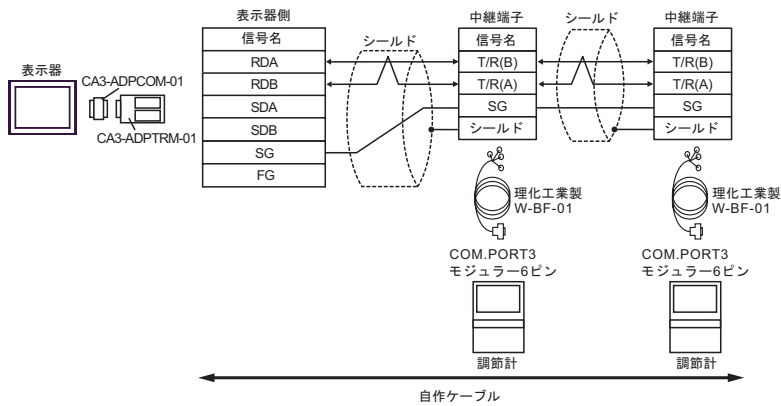 表示器
CA3-ADPCOM-01
CA3-ADPTRM-01
表示器側
信号名
RDA
RDB
SDA
SDB
SG
FG
シールド
中継端子
信号名
T/R(B)
T/R(A)
SG
シールド
シールド
中継端子
信号名
T/R(B)
T/R(A)
SG
シールド
理化工業製
W-BF-01
COM.PORT3
モジュラー6ピン
調節計
理化工業製
W-BF-01
COM.PORT3
モジュラー6ピン
調節計
自作ケーブル